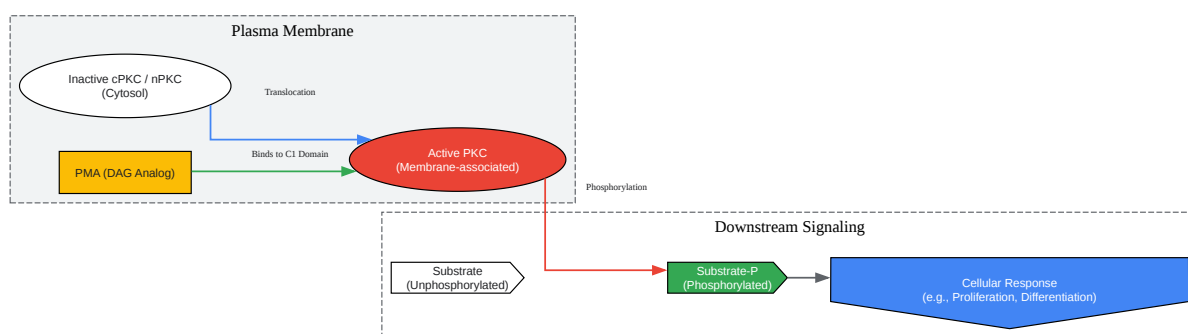 Plasma Membrane
Inactive cPKC / nPKC
(Cytosol)
Translocation
Binds to C1 Domain
Active PKC
(Membrane-associated)
PMA (DAG Analog)
Phosphorylation
Downstream Signaling
Substrate
(Unphosphorylated)
Substrate-P
(Phosphorylated)
Cellular Response
(e.g., Proliferation, Differentiation)